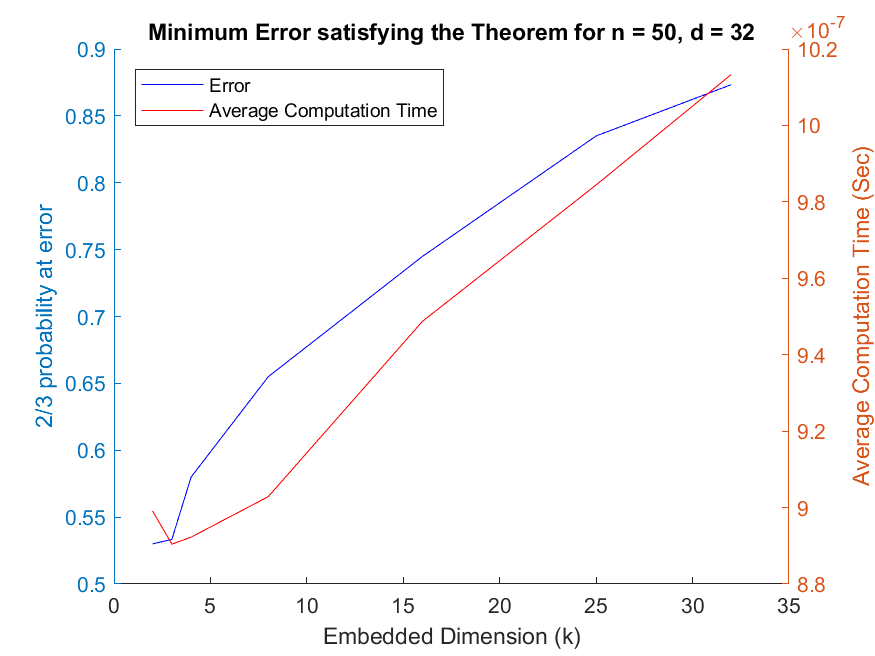 Minimum Error satisfying the Theorem for n = 50, d = 32
×10-7
Error
Average Computation Time
2/3 probability at error
0.9
0.85
0.8
0.75
0.7
0.65
0.6
0.55
0.5
10.2
10
9.8
9.6
9.4
9.2
9
8.8
Average Computation Time (Sec)
0 5 10 15 20 25 30 35
Embedded Dimension (k)